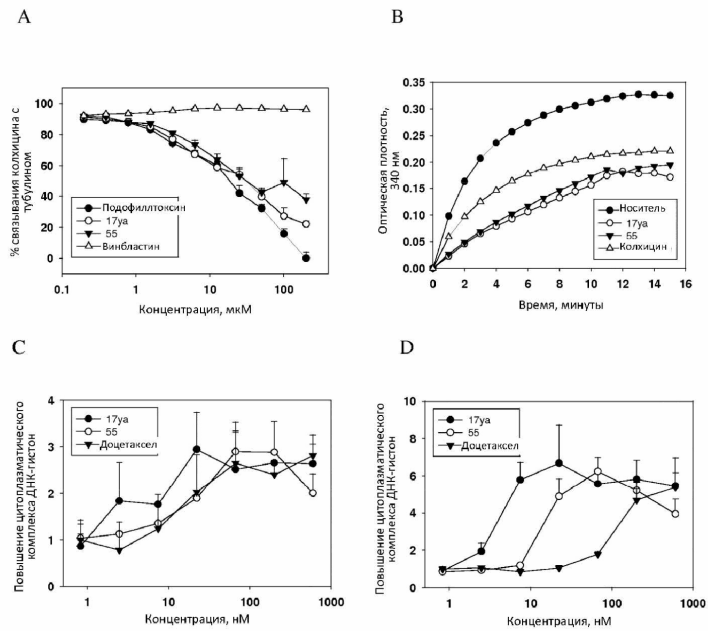 A
% связывания колхицина с
тубулином
100
80
60
40
20
0
Подофиллтоксин
17ya
55
Винбластин
0.1
1
10
100
Концентрация, мкМ
B
Оптическая плотность,
340 нм
0.35
0.30
0.25
0.20
0.15
0.10
0.05
0.00
Носитель
17ya
55
Колхицин
0
2
4
6
8
10
12
14
16
Время, минуты
C
Повышение цитоплазматического
комплекса ДНК-гистон
4
3
2
1
0
17ya
55
Доцетаксел
1
10
100
1000
Концентрация, нМ
D
Повышение цитоплазматического
комплекса ДНК-гистон
10
8
6
4
2
0
17ya
55
Доцетаксел
1
10
100
1000
Концентрация, нМ